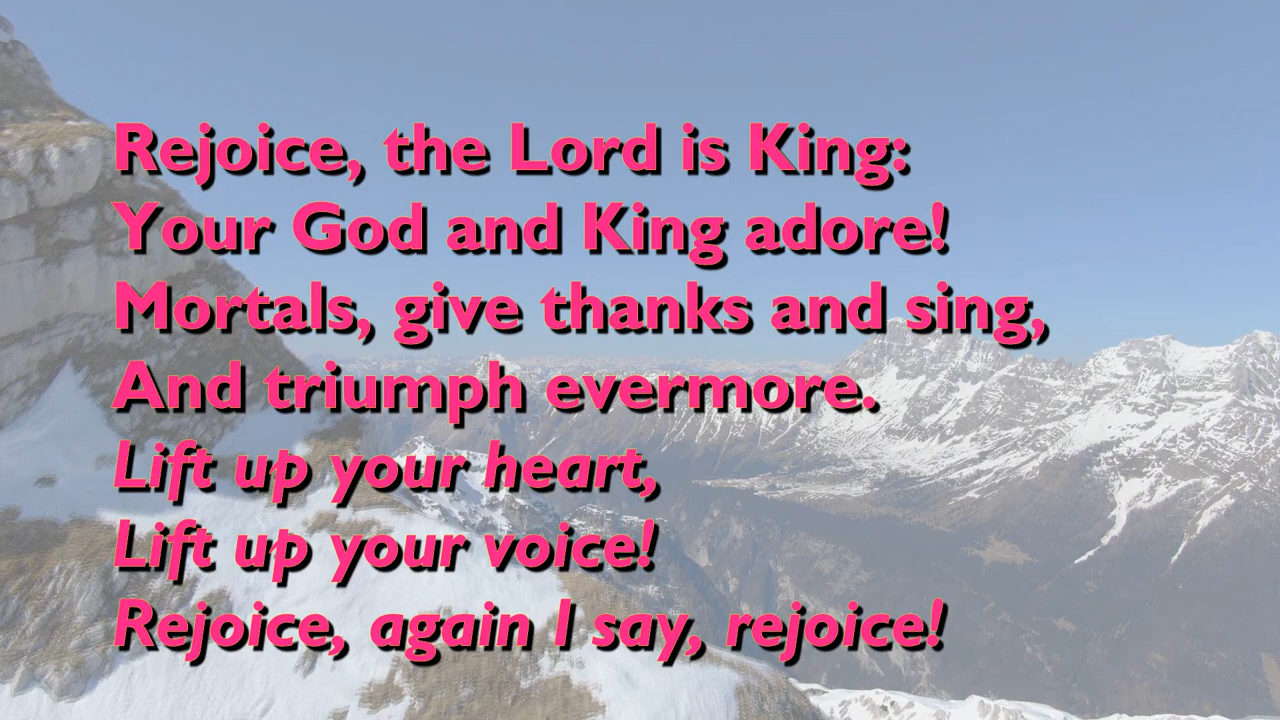 Rejoice, the Lord is King:
Your God and King adore!
Mortals, give thanks and sing,
And triumph evermore.
Lift up your heart,
Lift up your voice!
Rejoice, again I say, rejoice!